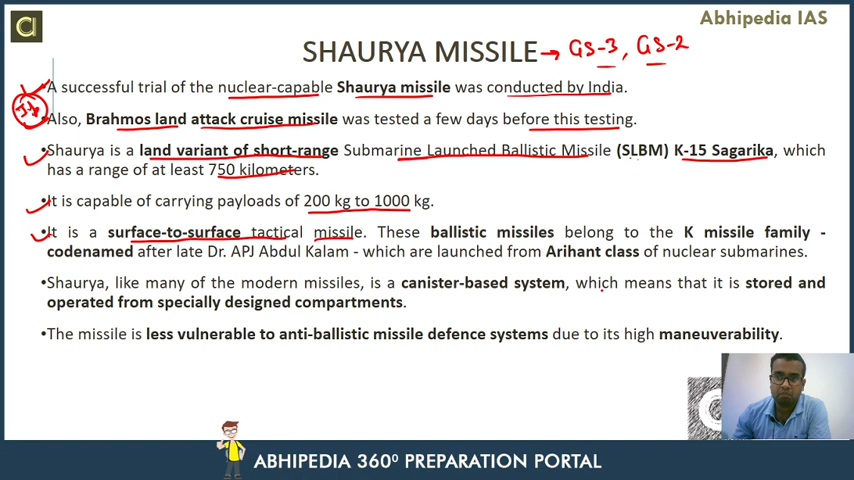 Abhipedia IAS
SHAURYA MISSILE → GS-3, GS-2
•A successful trial of the nuclear-capable Shaurya missile was conducted by India.
•Also, Brahmos land attack cruise missile was tested a few days before this testing.
•Shaurya is a land variant of short-range Submarine Launched Ballistic Missile (SLBM) K-15 Sagarika, which
has a range of at least 750 kilometers.
•It is capable of carrying payloads of 200 kg to 1000 kg.
•It is a surface-to-surface tactical missile. These ballistic missiles belong to the K missile family -
codenamed after late Dr. APJ Abdul Kalam - which are launched from Arihant class of nuclear submarines.
•Shaurya, like many of the modern missiles, is a canister-based system, which means that it is stored and
operated from specially designed compartments.
•The missile is less vulnerable to anti-ballistic missile defence systems due to its high maneuverability.
ABHIPEDIA 360⁰ PREPARATION PORTAL